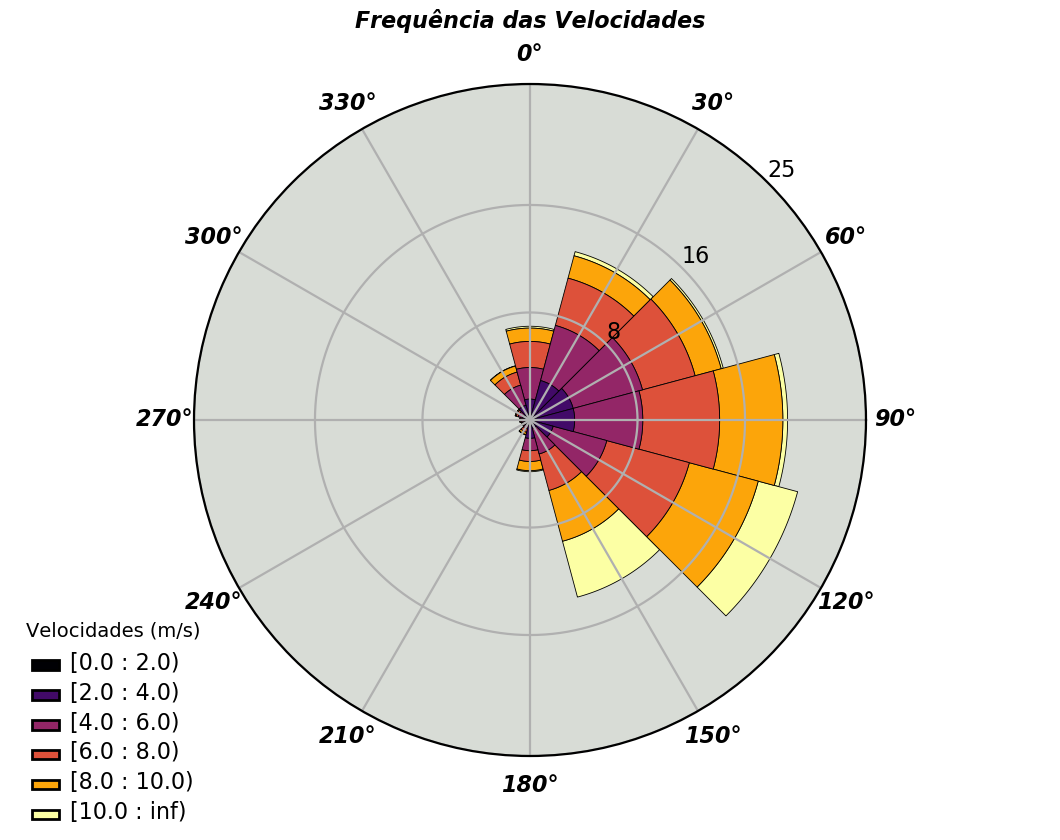 Frequência das Velocidades
0°
330°
30°
25
300°
60°
16
8
270°
90°
240°
120°
210°
150°
180°
Velocidades (m/s)
[0.0 : 2.0)
[2.0 : 4.0)
[4.0 : 6.0)
[6.0 : 8.0)
[8.0 : 10.0)
[10.0 : inf)